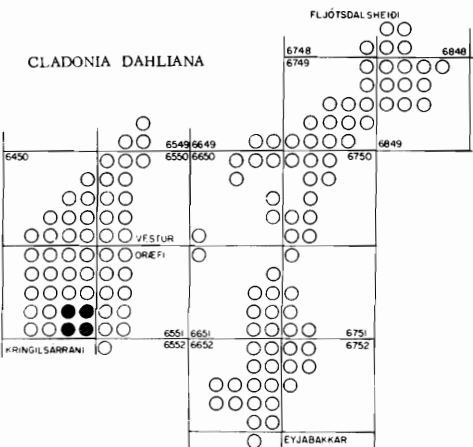 FLJÓTSDALSHEIÐI
CLADONIA DAHLIANA
6748 6848
6749
6549 6649 6849
6450 6550 6650 6750
VESTUR
ÖRÆFI
6551 6651 6751
KRINGILSÁRRANI 6552 6652 6752
EYJABAKKAR